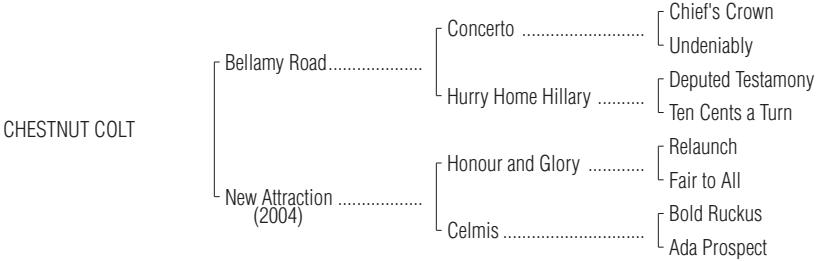 Chief's Crown
Concerto ........................
Undeniably
Bellamy Road...................
Deputed Testamony
Hurry Home Hillary ..........
Ten Cents a Turn
CHESTNUT COLT
Relaunch
Honour and Glory ............
Fair to All
New Attraction .................
(2004)
Bold Ruckus
Celmis ............................
Ada Prospect